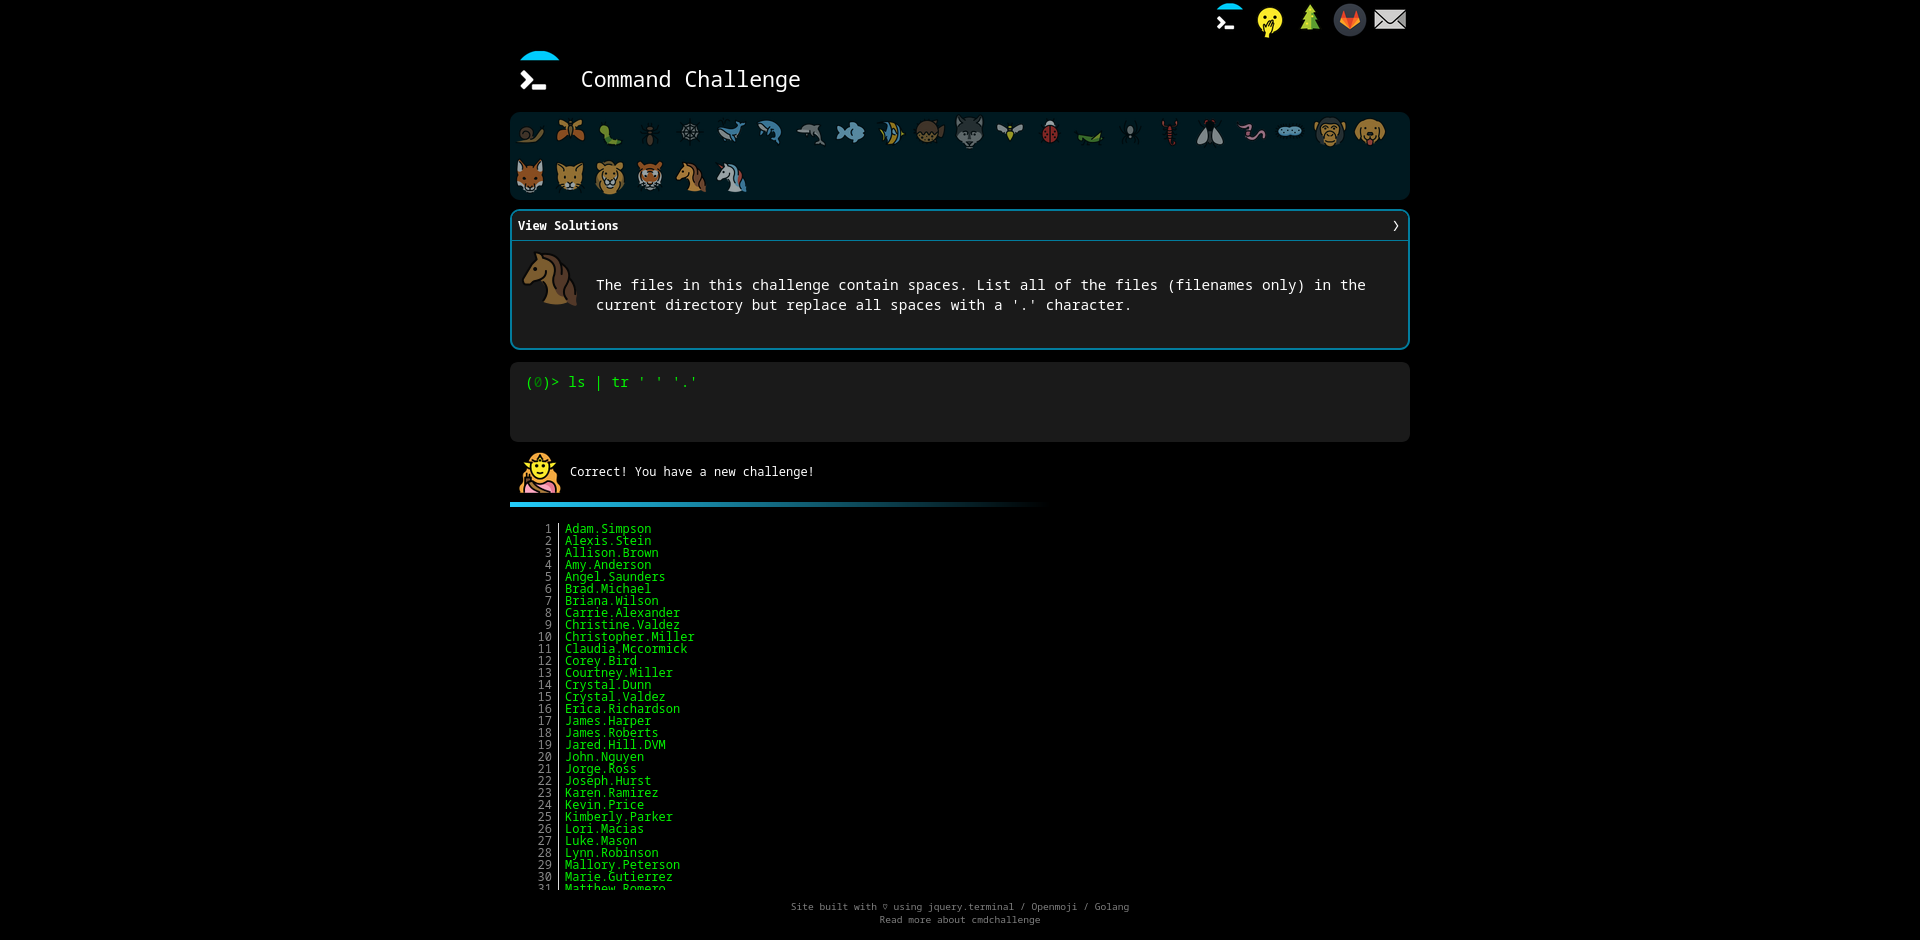 Command Challenge
View Solutions
The files in this challenge contain spaces. List all of the files (filenames only) in the
current directory but replace all spaces with a '.' character.
(0)> ls | tr ' ' '.'
Correct! You have a new challenge!
1 Adam.Simpson
2 Alexis.Stein
3 Allison.Brown
4 Amy.Anderson
5 Angel.Saunders
6 Brad.Michael
7 Briana.Wilson
8 Carrie.Alexander
9 Christine.Valdez
10 Christopher.Miller
11 Claudia.Mccormick
12 Corey.Bird
13 Courtney.Miller
14 Crystal.Dunn
15 Crystal.Valdez
16 Erica.Richardson
17 James.Harper
18 James.Roberts
19 Jared.Hill.DVM
20 John.Nguyen
21 Jorge.Ross
22 Joseph.Hurst
23 Karen.Ramirez
24 Kevin.Price
25 Kimberly.Parker
26 Lori.Macias
27 Luke.Mason
28 Lynn.Robinson
29 Mallory.Peterson
30 Marie.Gutierrez
31 Matthew.Romero
Site built with ♡ using jquery.terminal / Openmoji / Golang
Read more about cmdchallenge